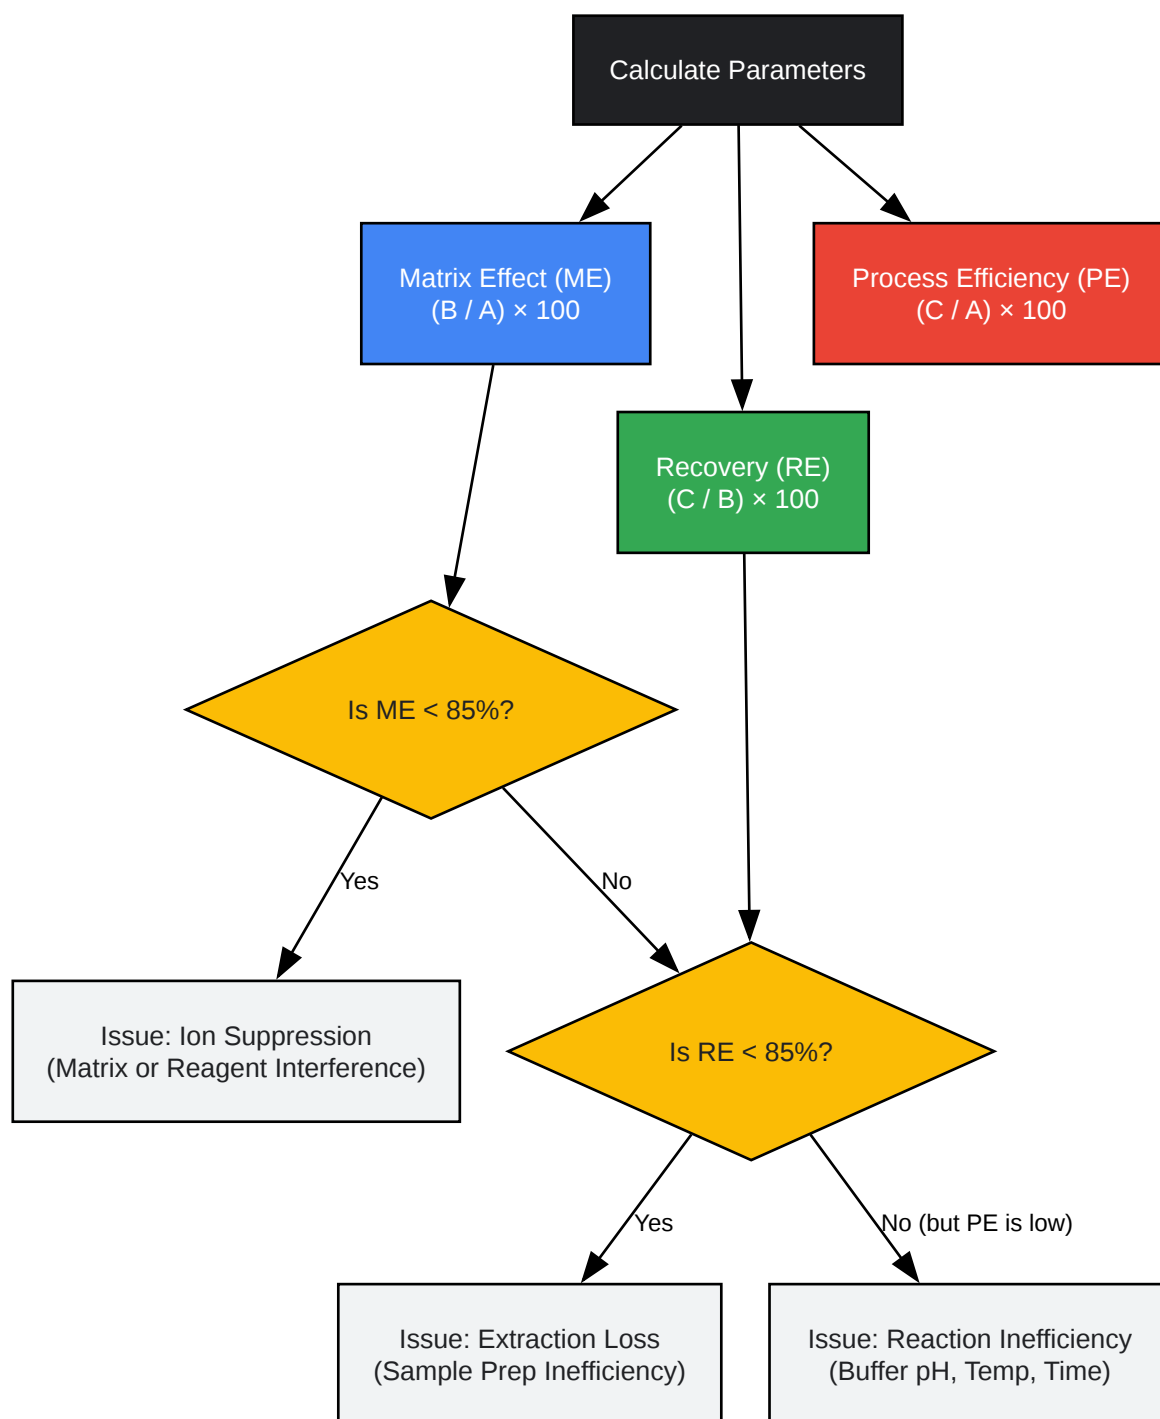 Calculate Parameters
Matrix Effect (ME)
(B / A) × 100
Process Efficiency (PE)
(C / A) × 100
Recovery (RE)
(C / B) × 100
Is ME < 85%?
Yes
No
Issue: Ion Suppression
(Matrix or Reagent Interference)
Is RE < 85%?
Yes
No (but PE is low)
Issue: Extraction Loss
(Sample Prep Inefficiency)
Issue: Reaction Inefficiency
(Buffer pH, Temp, Time)